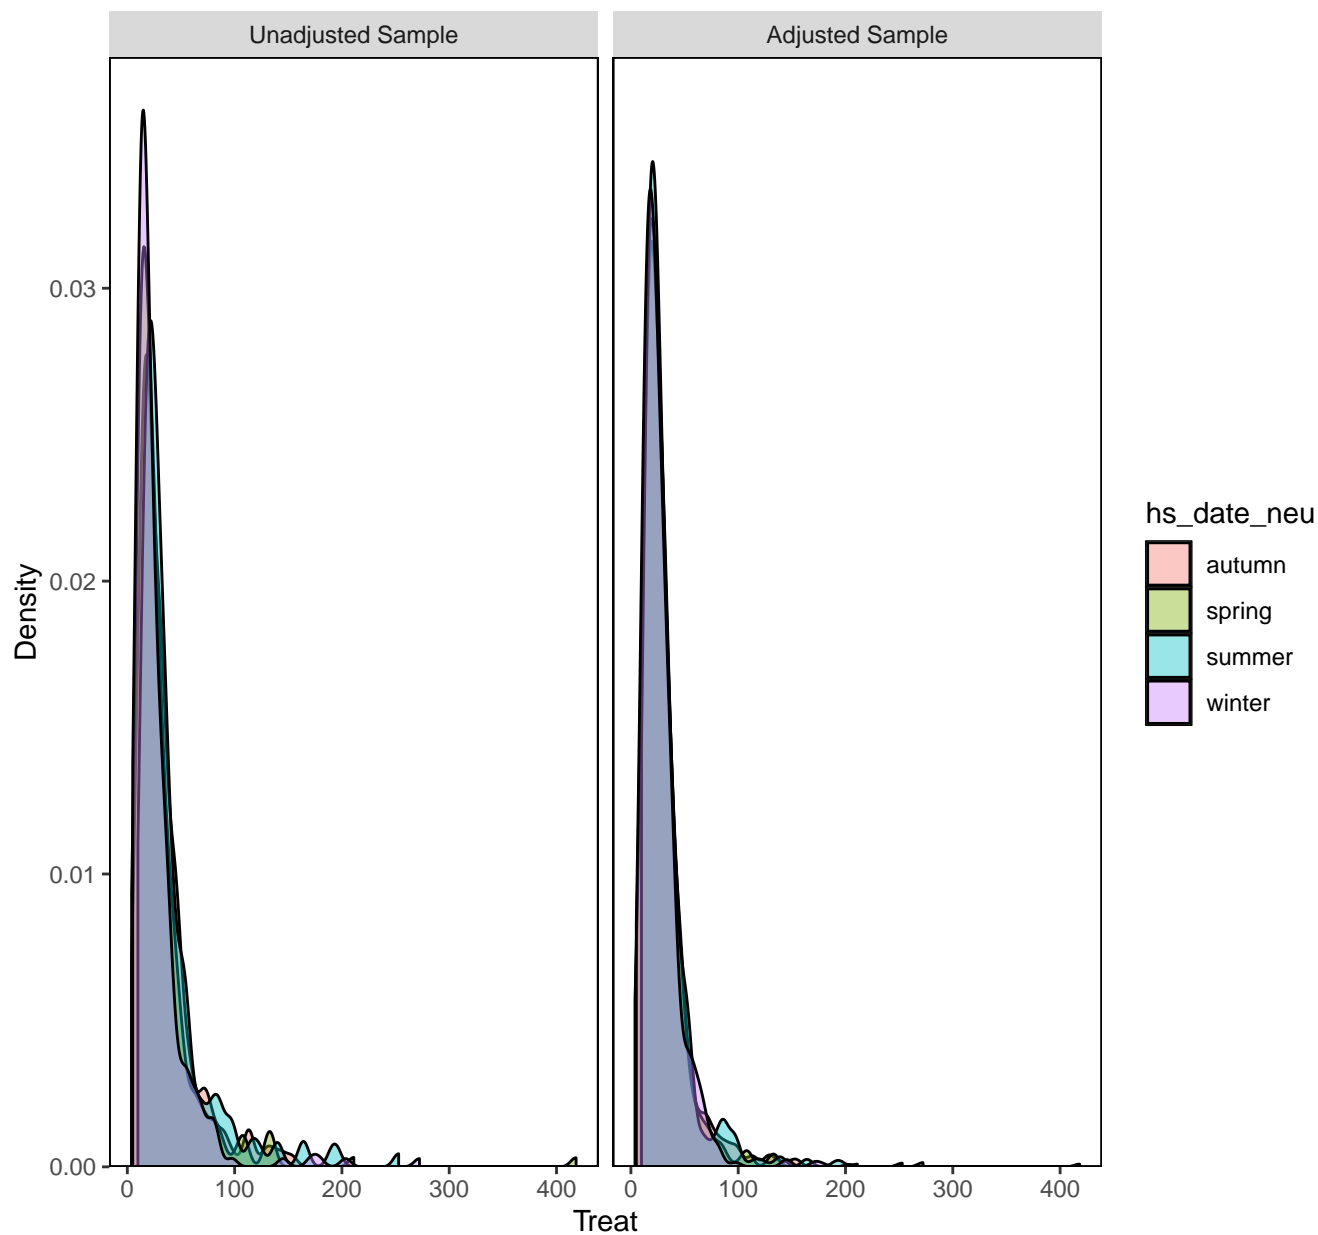 Unadjusted Sample
Adjusted Sample
Density
0.03
0.02
0.01
0.00
0 100 200 300 400
0 100 200 300 400
Treat
hs_date_neu
autumn
spring
summer
winter